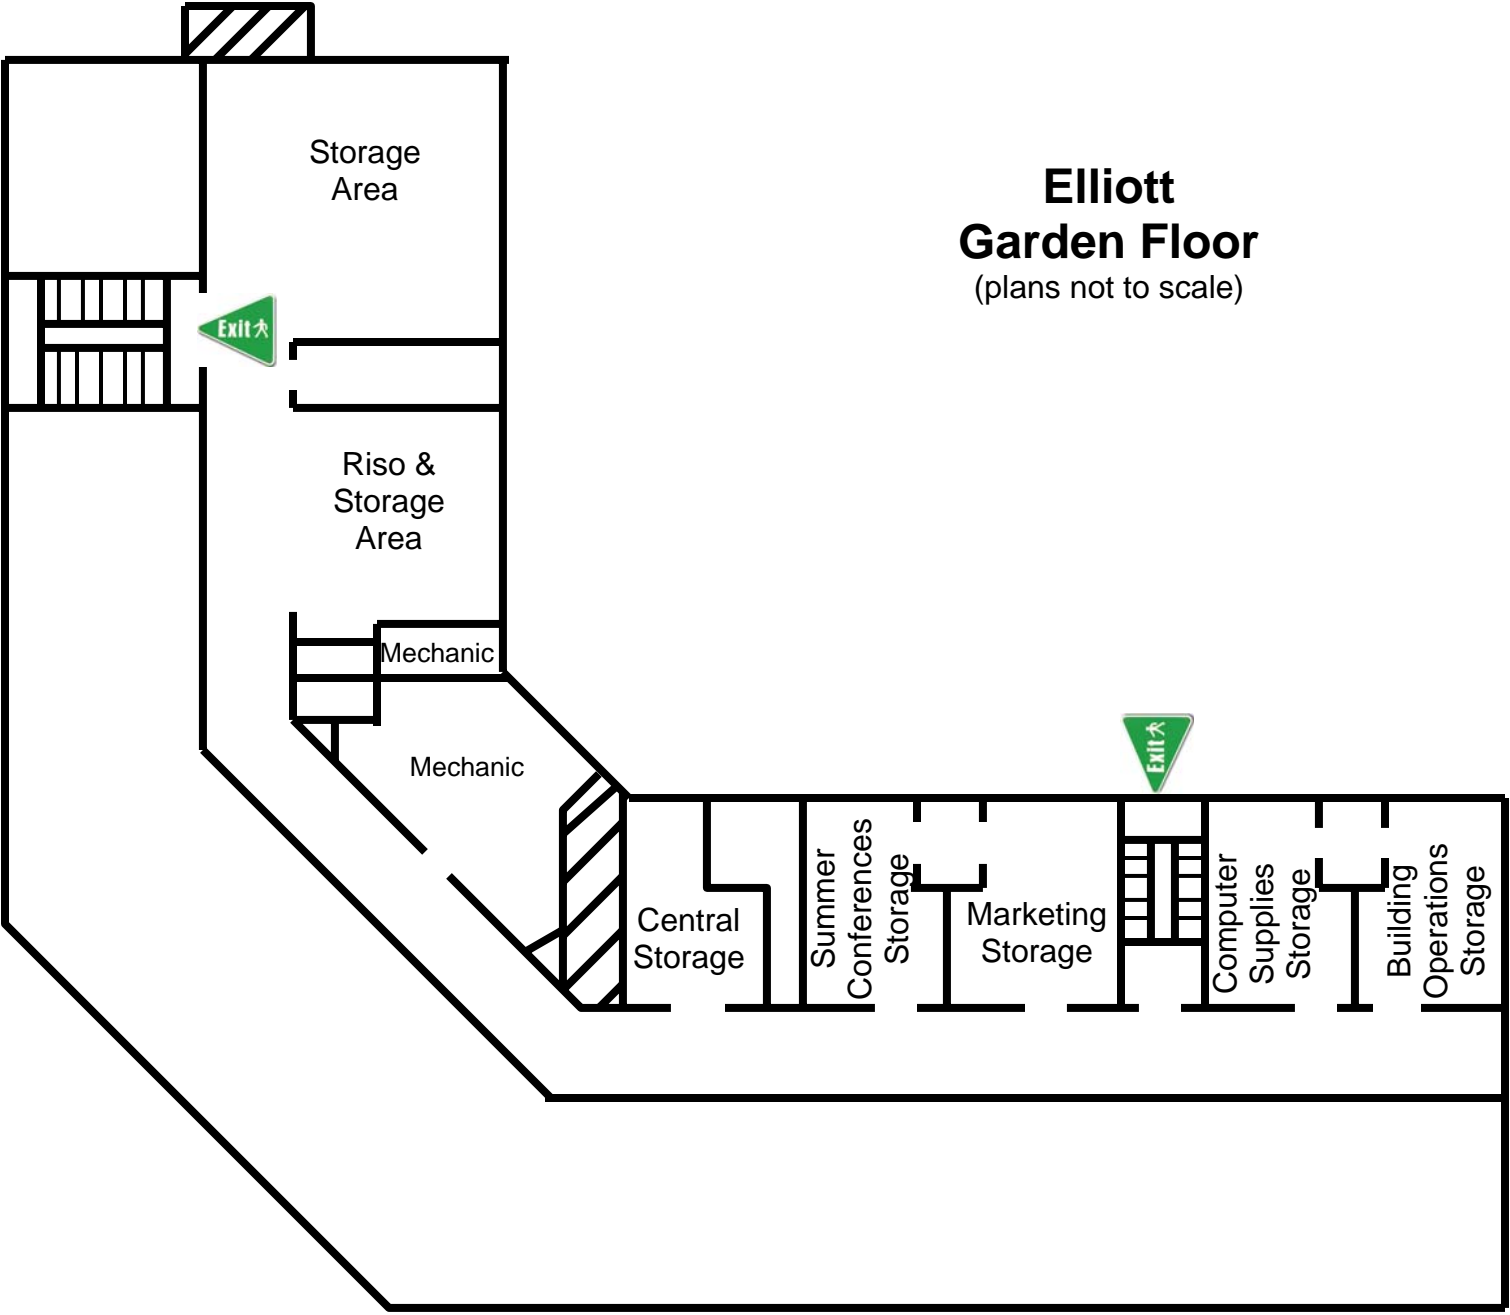 Storage
Area
Elliott
Garden Floor
(plans not to scale)
Exit
Riso &
Storage
Area
Mechanic
Mechanic
Exit
Central
Storage
Summer
Conferences
Storage
Marketing
Storage
Computer
Supplies
Storage
Building
Operations
Storage